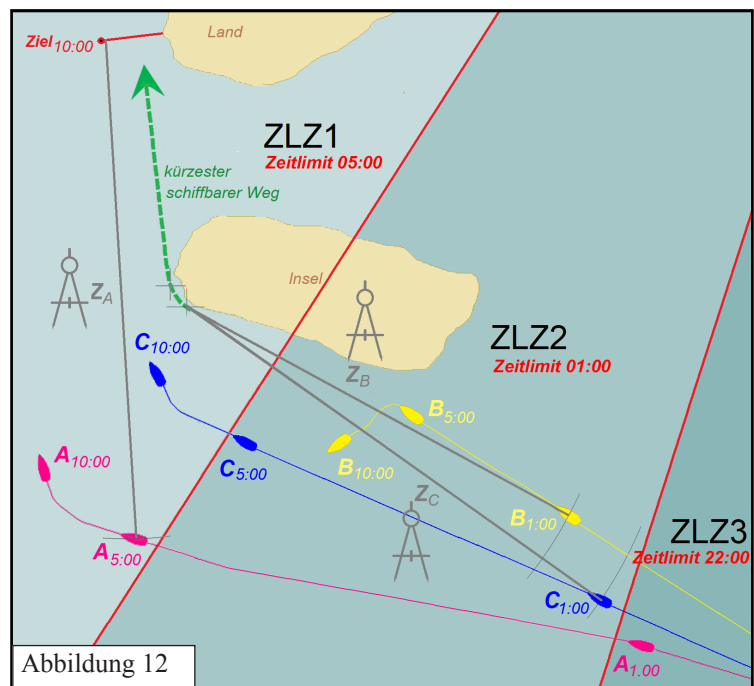 Land
Ziel10:00
ZLZ1
Zeitlimit 05:00
kürzester
schiffbarer Weg
ZA
Insel
ZLZ2
Zeitlimit 01:00
C10:00
ZB
B5:00
C5:00
B10:00
A10:00
ZC
B1:00
ZLZ3
Zeitlimit 22:00
A5:00
C1:00
A1.00
Abbildung 12